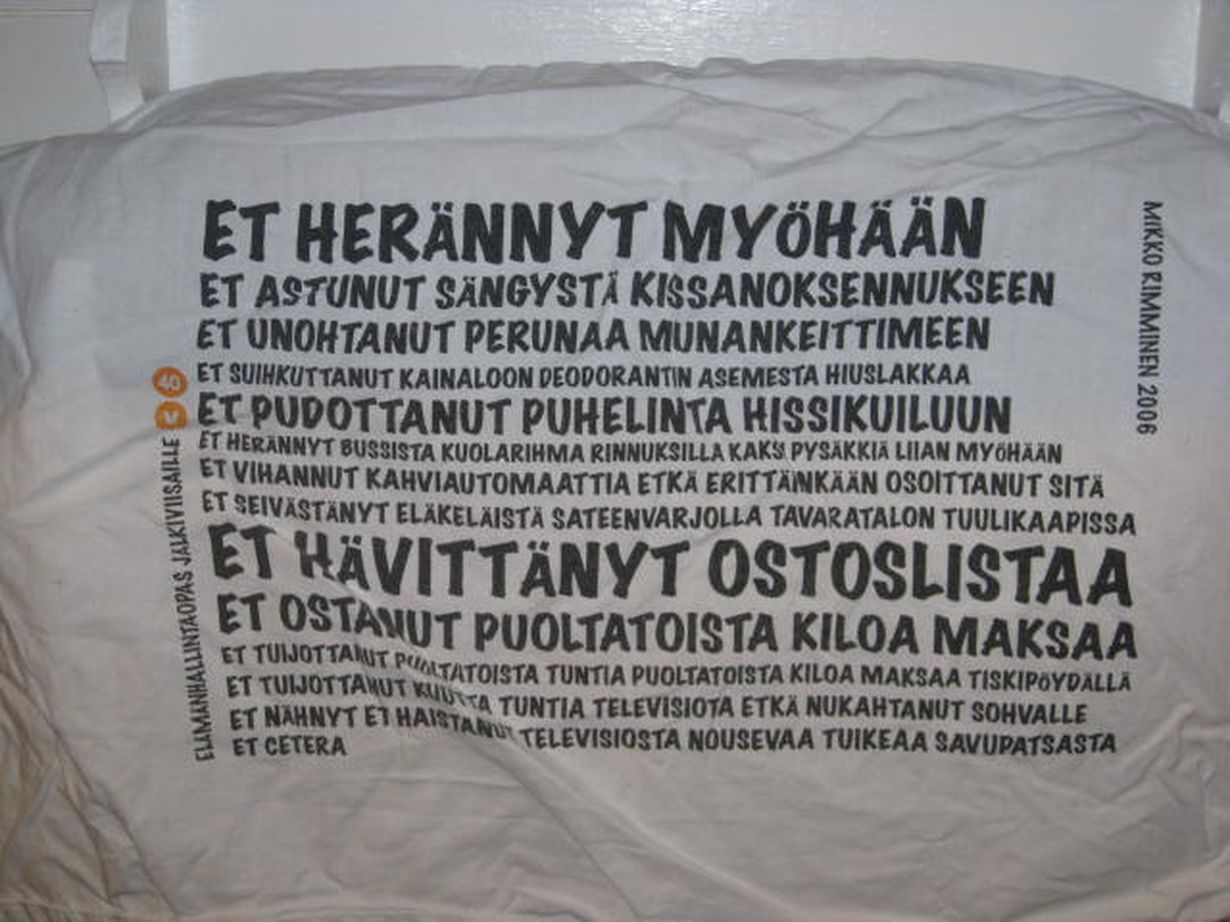 ET HERÄNNYT MYÖHÄÄN
ET ASTUNUT SÄNGYSTÄ KISSANOKSENNUKSEEN
ET UNOHTANUT PERUNAA MUNANKEITTIMEEN
ET SUIHKUTTANUT KAINALOON DEODORANTIN ASEMESTA HIUSLAKKAA
ET PUDOTTANUT PUHELINTA HISSIKUILUUN
ET HERÄNNYT BUSSISTA KUOLARIHMA RINNUKSILLA KAKSI PYSÄKKIÄ LIIAN MYÖHÄÄN
ET VIHANNUT KAHVIAUTOMAATTIA ETKÄ ERITTÄINKÄÄN OSOITTANUT SITÄ
ET SEIVÄSTÄNYT ELÄKELÄISTÄ SATEENVARJOLLA TAVARATALON TUULIKAAPISSA
ET HÄVITTÄNYT OSTOSLISTAA
ET OSTANUT PUOLTATOISTA KILOA MAKSAA
ET TUIJOTTANUT PUOLTATOISTA TUNTIA PUOLTATOISTA KILOA MAKSAA TISKIPÖYDÄLLÄ
ET TUIJOTTANUT KUUTTA TUNTIA TELEVISIOTA ETKÄ NUKAHTANUT SOHVALLE
ET NÄHNYT ET HAISTANUT TELEVISIOSTA NOUSEVAA TUIKEAA SAVUPATSASTA
ET CETERA
ELÄMÄNHALLINTAOPAS JÄLKIVIISAILLE
40
V
MIKKO RIMMINEN 2006